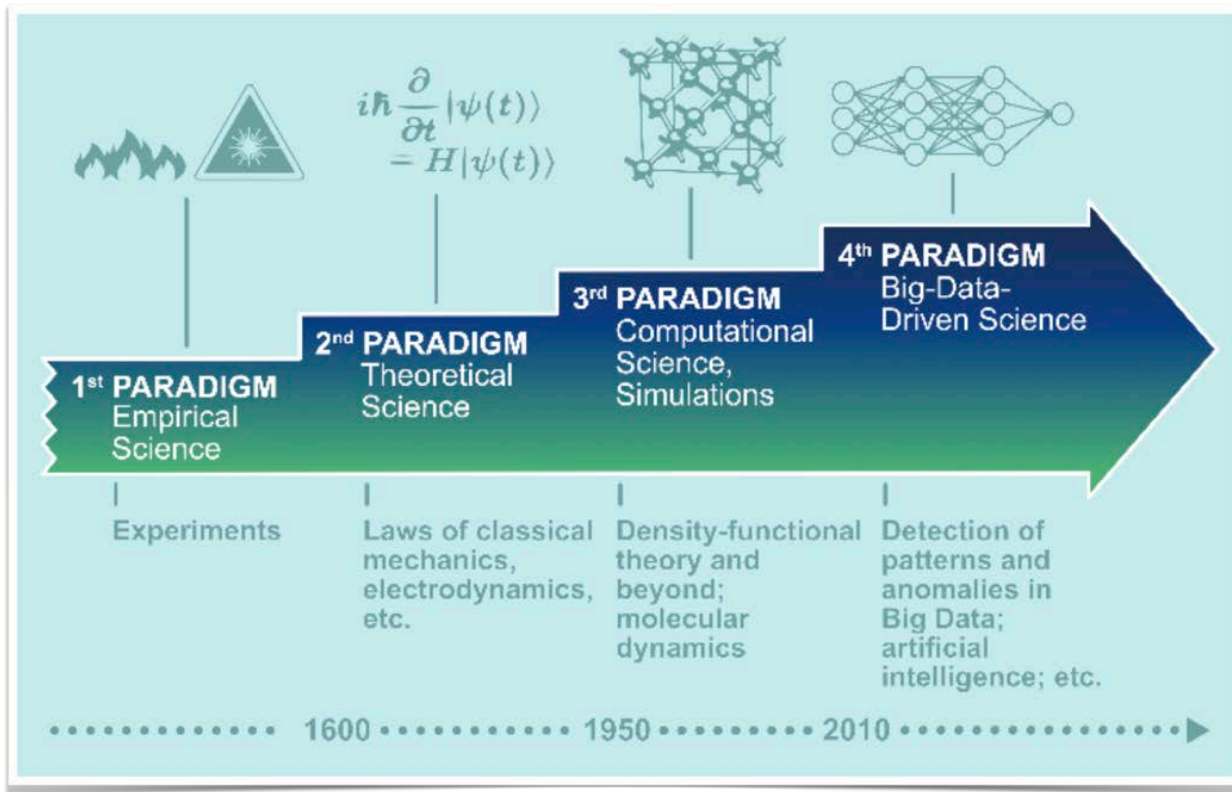 iℏ ∂/∂t |ψ(t)⟩
= H|ψ(t)⟩
1st PARADIGM
Empirical
Science
2nd PARADIGM
Theoretical
Science
3rd PARADIGM
Computational
Science,
Simulations
4th PARADIGM
Big-Data-
Driven Science
Experiments
Laws of classical
mechanics,
electrodynamics,
etc.
Density-functional
theory and
beyond;
molecular
dynamics
Detection of
patterns and
anomalies in
Big Data;
artificial
intelligence; etc.
1600
1950
2010